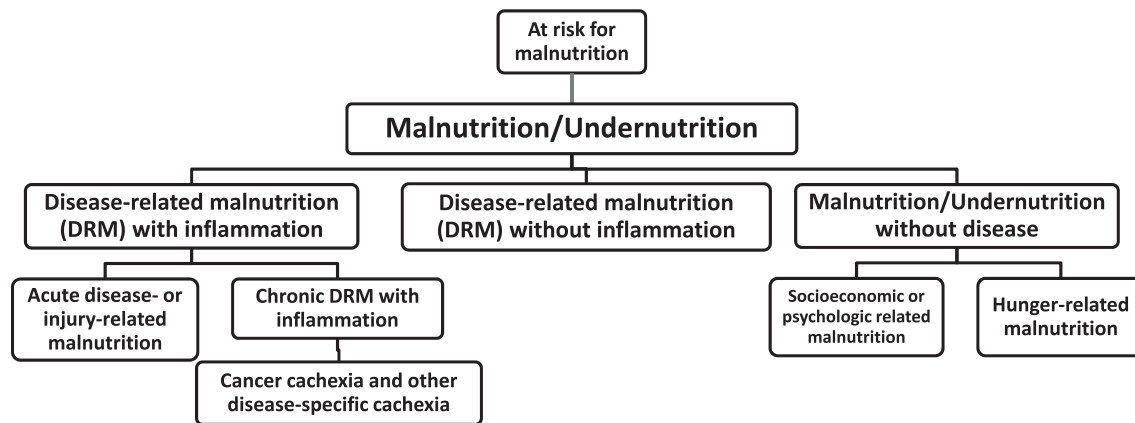 At risk for
malnutrition
Malnutrition/Undernutrition
Disease-related malnutrition
(DRM) with inflammation
Disease-related malnutrition
(DRM) without inflammation
Malnutrition/Undernutrition
without disease
Acute disease- or
injury-related
malnutrition
Chronic DRM with
inflammation
Socioeconomic or
psychologic related
malnutrition
Hunger-related
malnutrition
Cancer cachexia and other
disease-specific cachexia